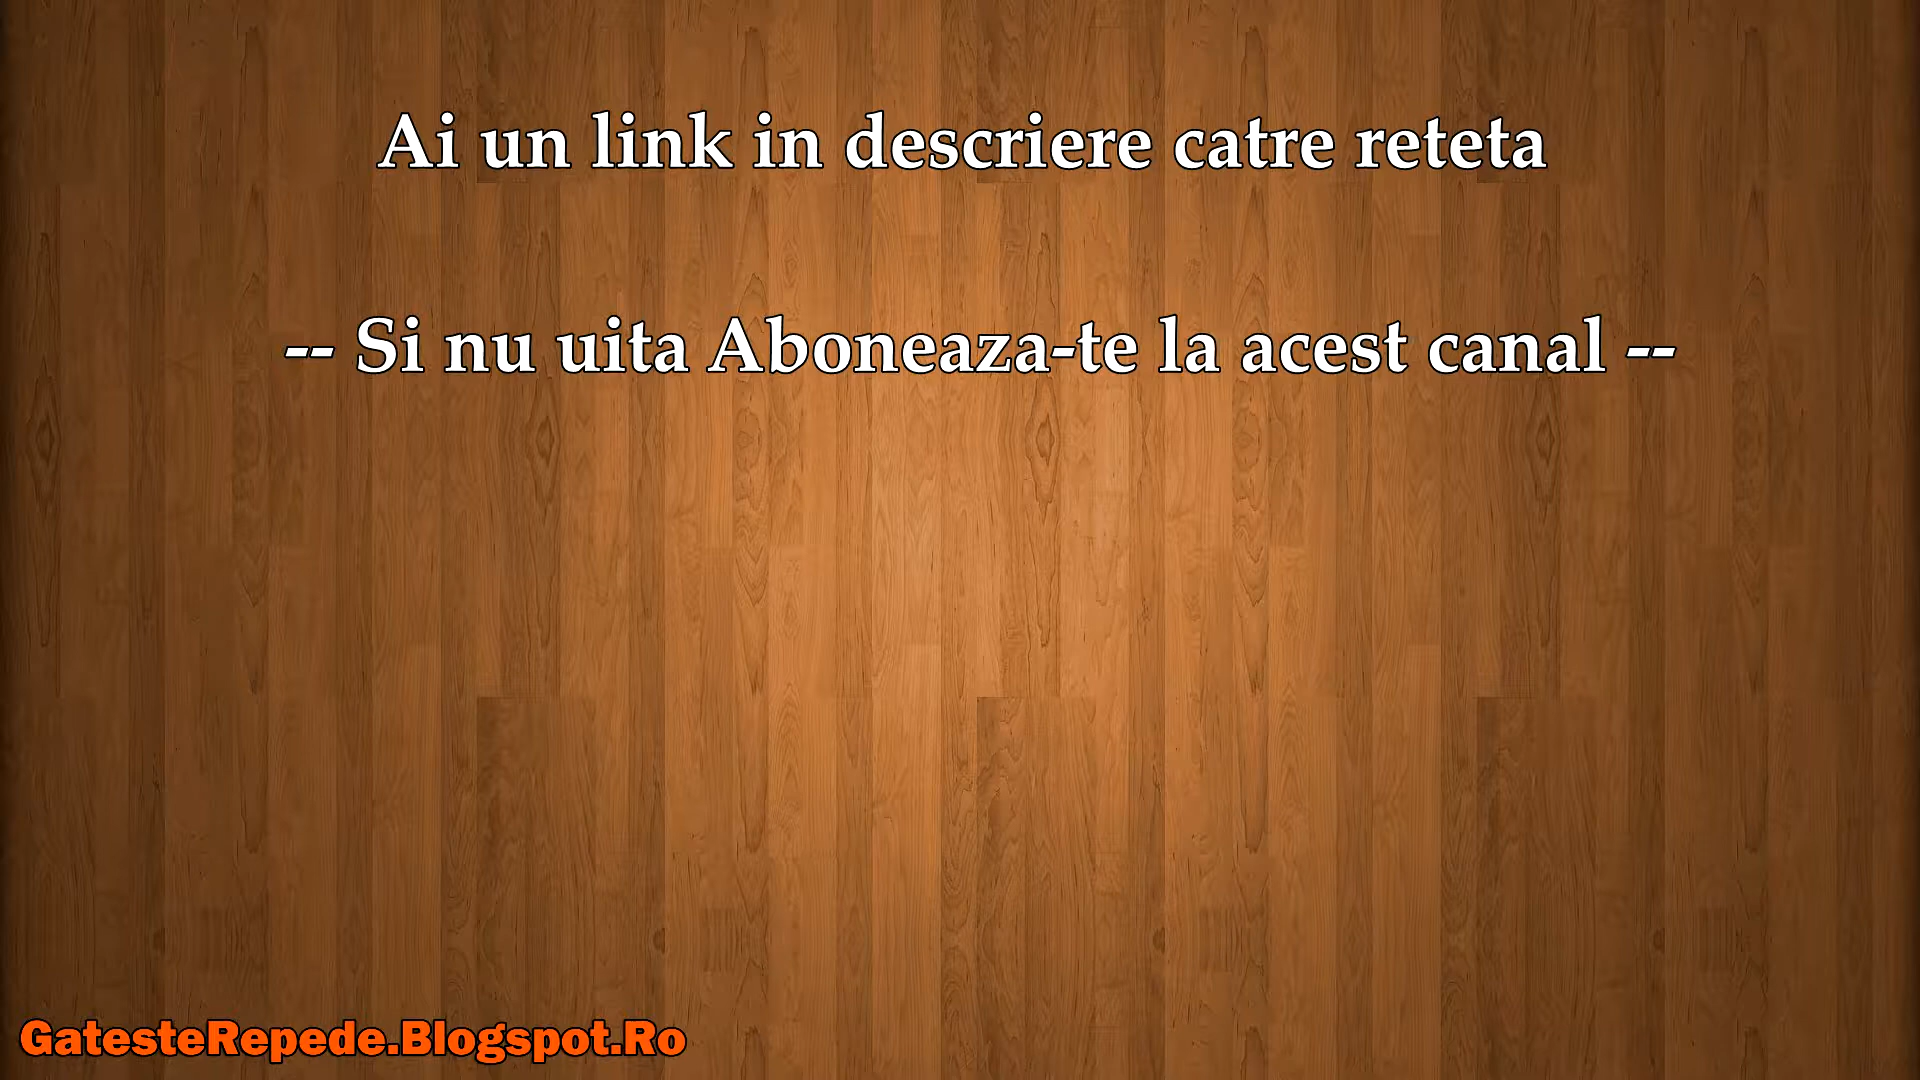 Ai un link in descriere catre reteta
-- Si nu uita Aboneaza-te la acest canal --
GatesteRepede.Blogspot.Ro